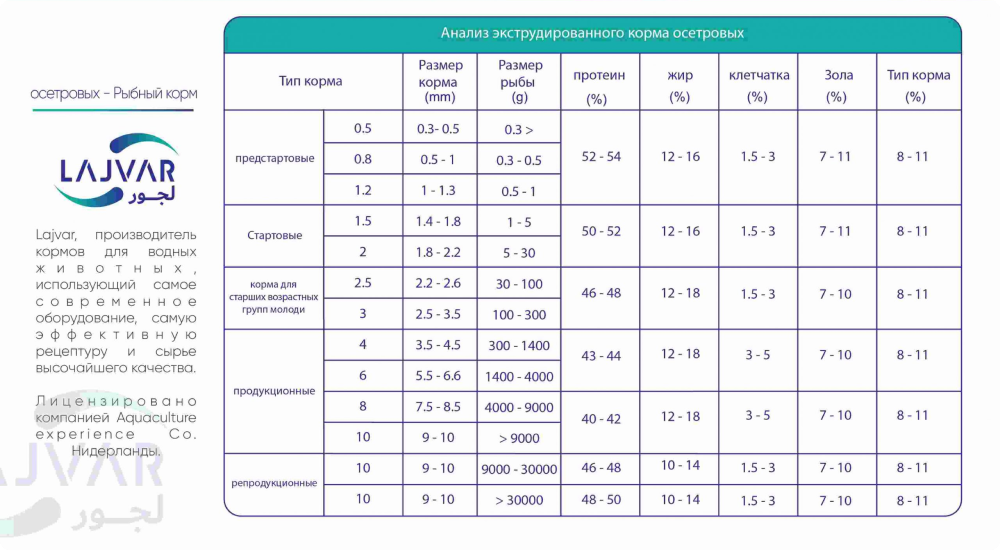 осетровых - Рыбный корм
LAJVAR
لجور
Lajvar, производитель
кормов для водных
животных,
использующий самое
современное
оборудование, самую
эффективную
рецептуру и сырье
высочайшего качества.
Лицензировано
компанией Aquaculture
experience Co.
Нидерланды.
LAJVAR
لجور
Анализ экструдированного корма осетровых
Тип корма Размер корма (mm) Размер рыбы (g) протеин (%) жир (%) клетчатка (%) Зола (%) Тип корма (%)
предстартовые
0.5 0.3- 0.5 0.3 >
0.8 0.5 - 1 0.3 - 0.5
1.2 1 - 1.3 0.5 - 1
52 - 54 12 - 16 1.5 - 3 7 - 11 8 - 11
Стартовые
1.5 1.4 - 1.8 1 - 5
2 1.8 - 2.2 5 - 30
50 - 52 12 - 16 1.5 - 3 7 - 11 8 - 11
корма для
старших возрастных
групп молоди
2.5 2.2 - 2.6 30 - 100
3 2.5 - 3.5 100 - 300
46 - 48 12 - 18 1.5 - 3 7 - 10 8 - 11
продукционные
4 3.5 - 4.5 300 - 1400
6 5.5 - 6.6 1400 - 4000
43 - 44 12 - 18 3 - 5 7 - 10 8 - 11
8 7.5 - 8.5 4000 - 9000
10 9 - 10 > 9000
40 - 42 12 - 18 3 - 5 7 - 10 8 - 11
репродукционные
10 9 - 10 9000 - 30000 46 - 48 10 - 14 1.5 - 3 7 - 10 8 - 11
10 9 - 10 > 30000 48 - 50 10 - 14 1.5 - 3 7 - 10 8 - 11